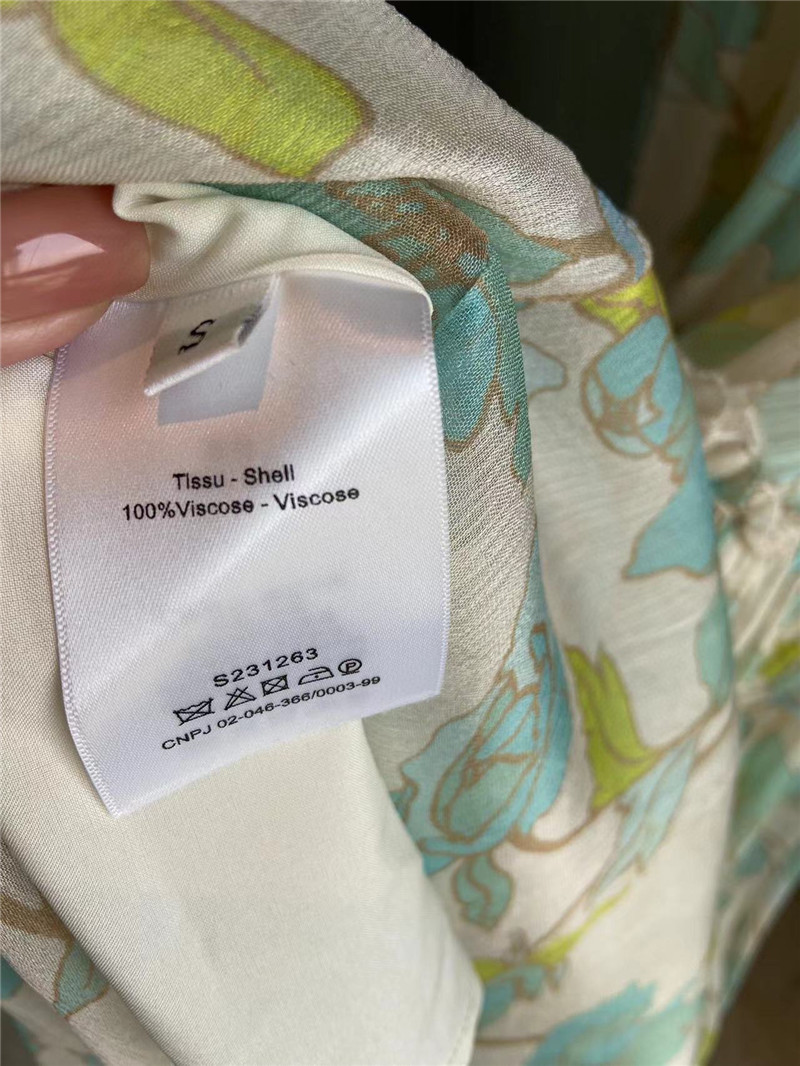 S
Tissu - Shell
100%Viscose - Viscose
S231263
CNPJ 02-046-366/0003-99